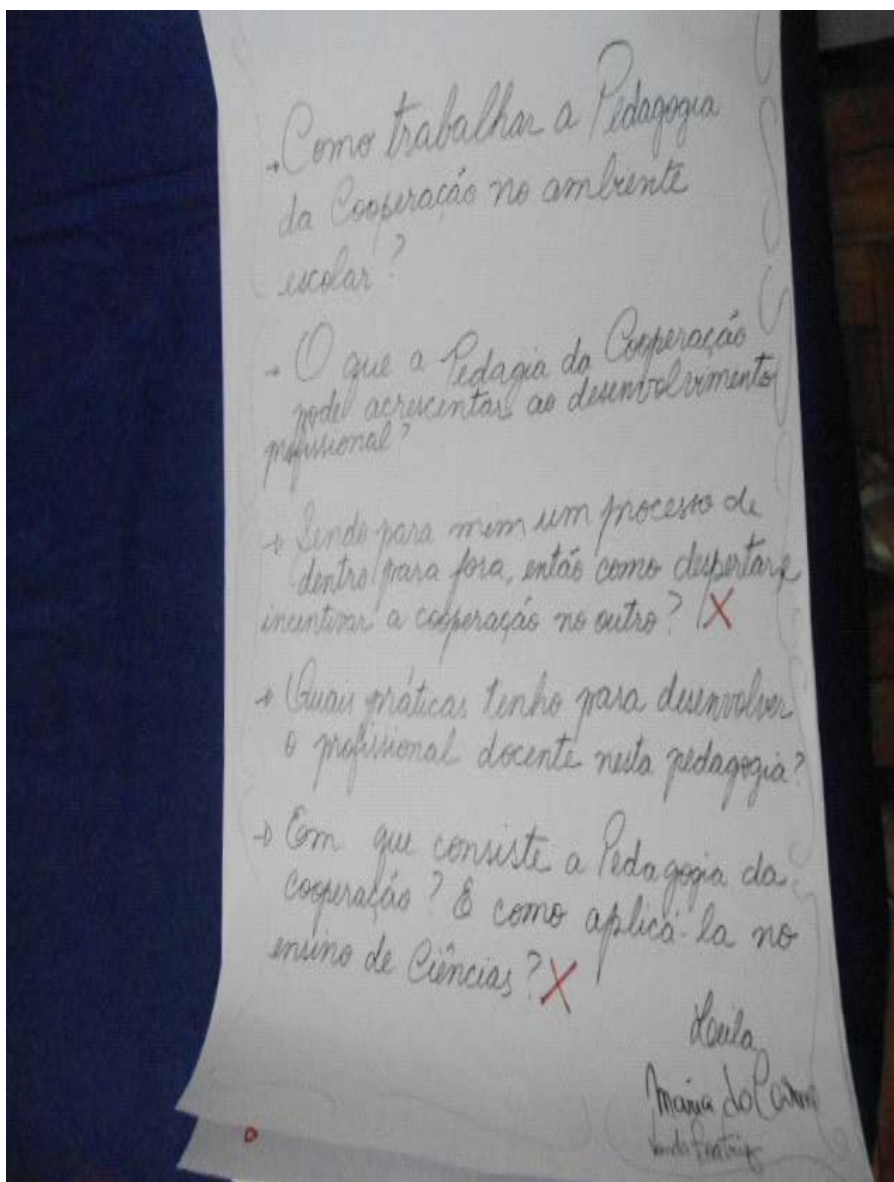 → Como trabalhar a Pedagogia
da Cooperação no ambiente
escolar?
→ O que a Pedagia da Cooperação
pode acrescentar ao desenvolvimento
profissional?
→ Sendo para mim um processo de
dentro para fora, então como despertar e
incentivar a cooperação no outro? X
→ Quais práticas tenho para desenvolver
o profissional docente nesta pedagogia?
→ Em que consiste a Pedagogia da
cooperação? E como aplicá-la no
ensino de Ciências? X
Leila
Maria do Carmo